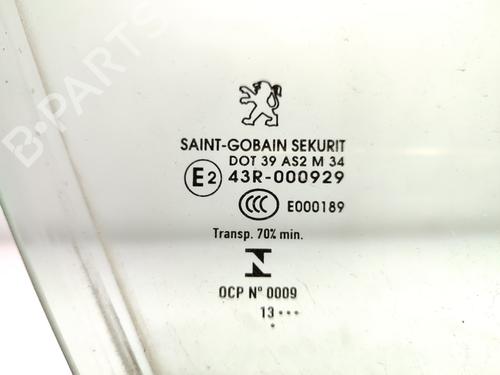 B-PARTS
SAINT-GOBAIN SEKURIT
DOT 39 AS2 M 34
E2 43R-000929
CCC E000189
Transp. 70% min.
N
OCP Nº 0009
13 •••
•